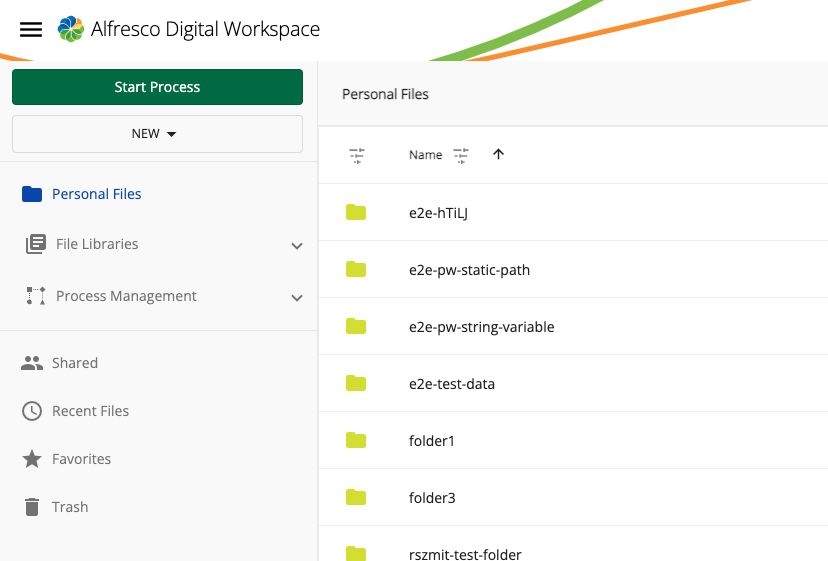 Alfresco Digital Workspace
Start Process
NEW
Personal Files
File Libraries
Process Management
Shared
Recent Files
Favorites
Trash
Personal Files
Name
e2e-hTiLJ
e2e-pw-static-path
e2e-pw-string-variable
e2e-test-data
folder1
folder3
rszmit-test-folder